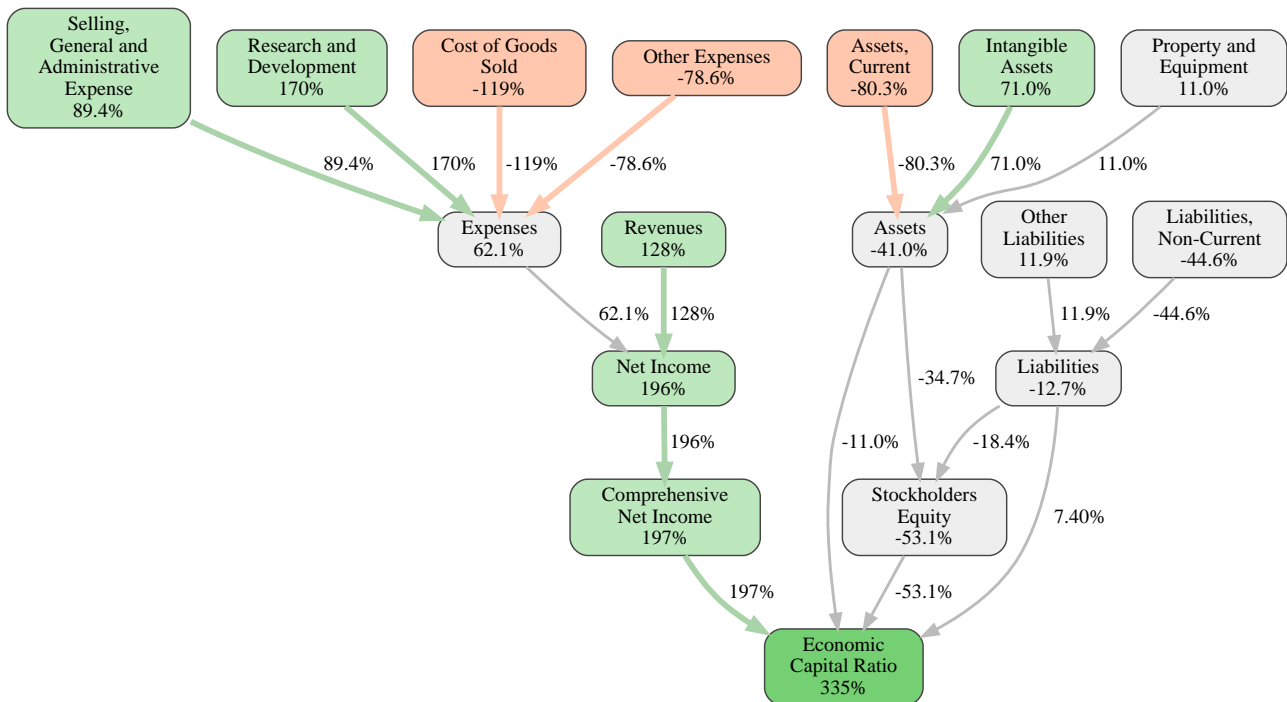 Selling,
General and
Administrative
Expense
89.4%
Research and
Development
170%
Cost of Goods
Sold
-119%
Other Expenses
-78.6%
Assets,
Current
-80.3%
Intangible
Assets
71.0%
Property and
Equipment
11.0%
89.4%
170%
-119%
-78.6%
-80.3%
71.0%
11.0%
Expenses
62.1%
Revenues
128%
Assets
-41.0%
Other
Liabilities
11.9%
Liabilities,
Non-Current
-44.6%
62.1%
128%
11.9%
-44.6%
Net Income
196%
-34.7%
Liabilities
-12.7%
196%
-11.0%
-18.4%
Comprehensive
Net Income
197%
Stockholders
Equity
-53.1%
7.40%
197%
-53.1%
Economic
Capital Ratio
335%